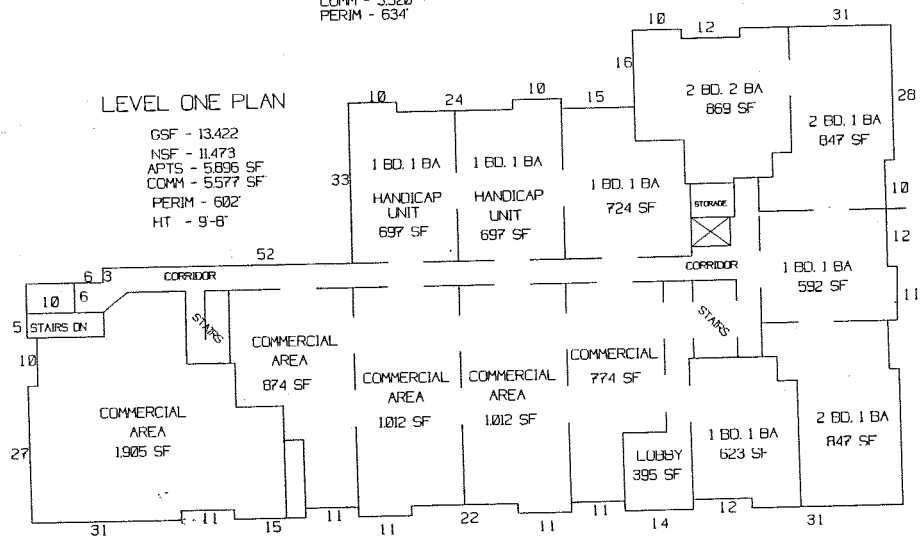 COMM - 5.520
PERIM - 634'
LEVEL ONE PLAN
GSF - 13.422
NSF - 11.473
APTS - 5.896 SF
COMM - 5.577 SF
PERIM - 602'
HT - 9'-8"
10
12
31
16
2 BD. 2 BA
869 SF
2 BD. 1 BA
847 SF
28
10
10
24
10
15
33
1 BD. 1 BA
HANDICAP
UNIT
697 SF
1 BD. 1 BA
HANDICAP
UNIT
697 SF
1 BD. 1 BA
724 SF
STORAGE
12
52
6
3
CORRIDOR
CORRIDOR
1 BD. 1 BA
592 SF
11
10
6
5
STAIRS DN
STAIRS
STAIRS
10
COMMERCIAL
AREA
874 SF
COMMERCIAL
AREA
1.012 SF
COMMERCIAL
AREA
1.012 SF
COMMERCIAL
774 SF
COMMERCIAL
AREA
1.905 SF
27
LOBBY
395 SF
1 BD. 1 BA
623 SF
2 BD. 1 BA
847 SF
31
11
15
11
11
22
11
11
14
12
31